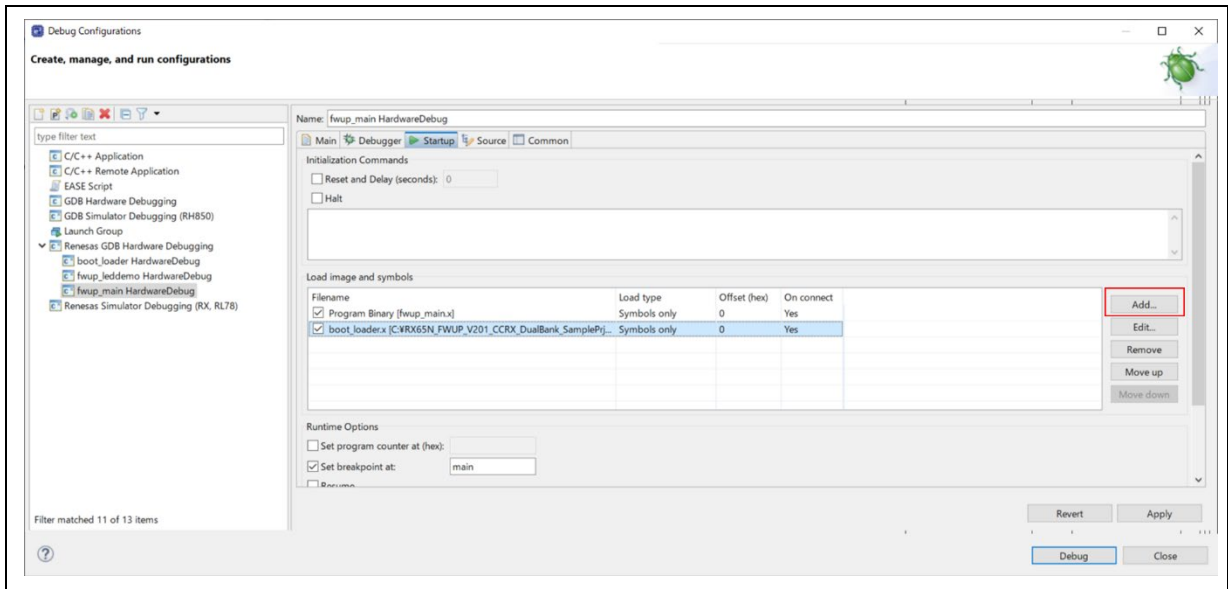 Debug Configurations
Create, manage, and run configurations
type filter text
C/C++ Application
C/C++ Remote Application
EASE Script
GDB Hardware Debugging
GDB Simulator Debugging (RH850)
Launch Group
Renesas GDB Hardware Debugging
boot_loader HardwareDebug
fwup_leddemo HardwareDebug
fwup_main HardwareDebug
Renesas Simulator Debugging (RX, RL78)
Filter matched 11 of 13 items
Name: fwup_main HardwareDebug
Main Debugger Startup Source Common
Initialization Commands
Reset and Delay (seconds): 0
Halt
Load image and symbols
Filename Load type Offset (hex) On connect
Program Binary [fwup_main.x] Symbols only 0 Yes
boot_loader.x [C:¥RX65N_FWUP_V201_CCRX_DualBank_SamplePrj... Symbols only 0 Yes
Add...
Edit...
Remove
Move up
Move down
Runtime Options
Set program counter at (hex):
Set breakpoint at: main
Resume
Revert Apply
Debug Close